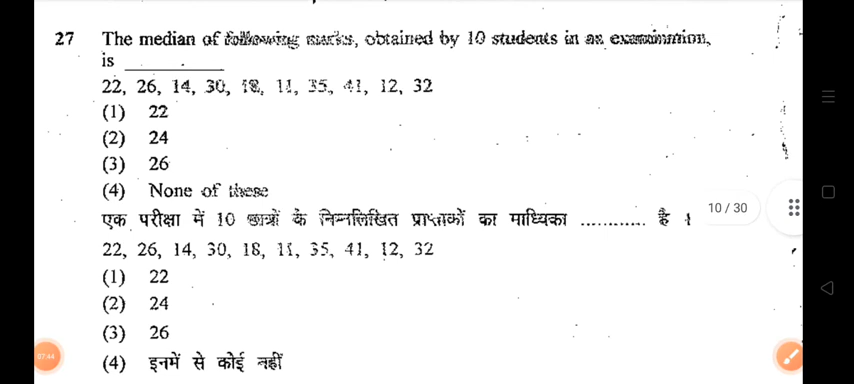 27 The median of following marks, obtained by 10 students in an examination,
is ________
22, 26, 14, 30, 18, 11, 35, 41, 12, 32
(1) 22
(2) 24
(3) 26
(4) None of these
एक परीक्षा में 10 छात्रों के निम्नलिखित प्राप्तांकों का माध्यिका ............ है ।
22, 26, 14, 30, 18, 11, 35, 41, 12, 32
(1) 22
(2) 24
(3) 26
(4) इनमें से कोई नहीं
10 / 30
07:44